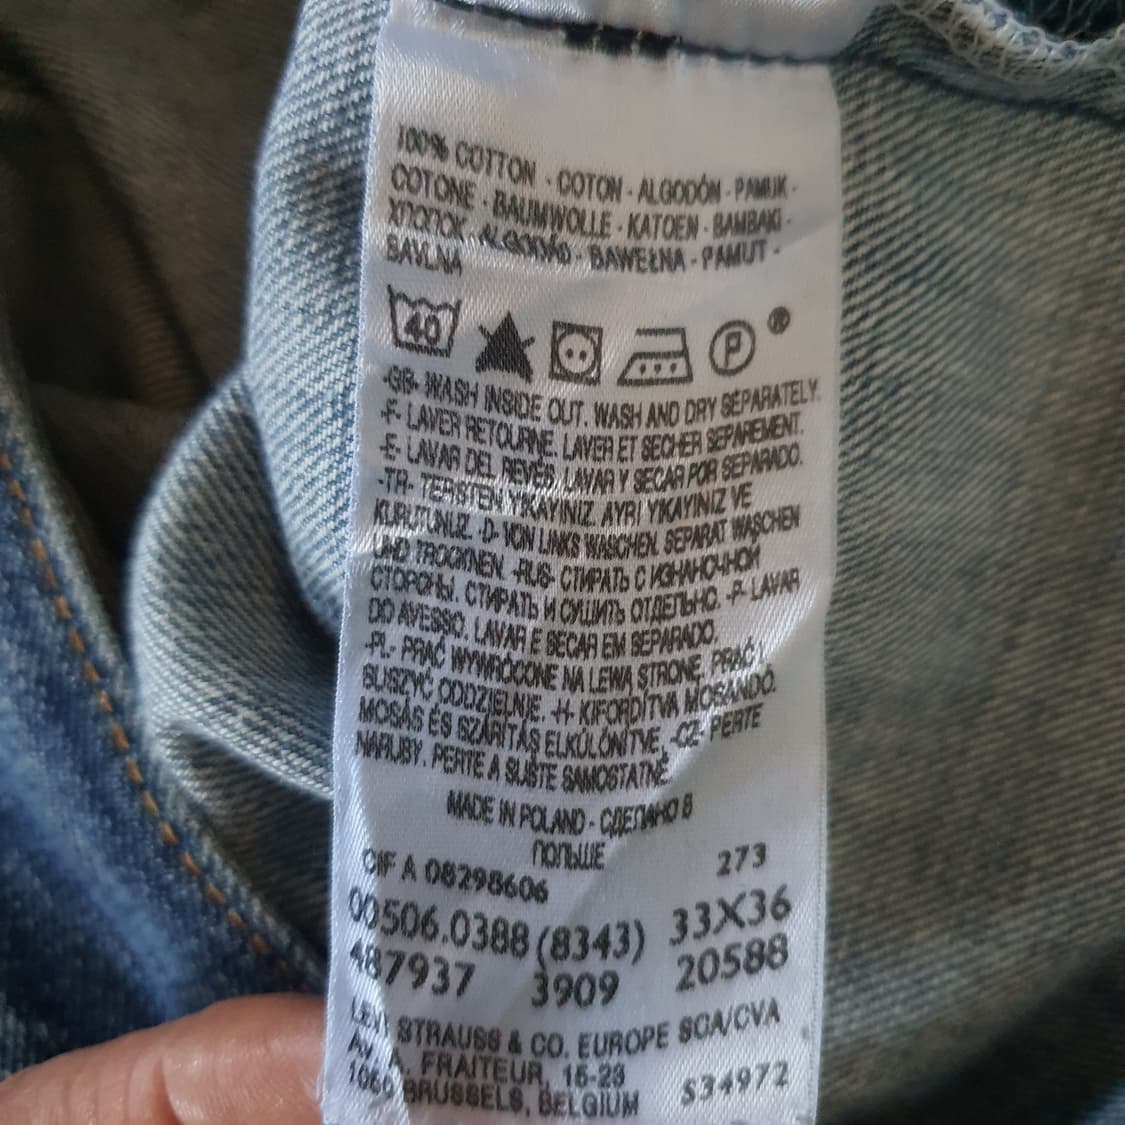 100% COTTON - COTON - ALGODÓN - PAMUK -
COTONE - BAUMWOLLE - KATOEN - BAMBAKI -
ХЛОПОК - ALGODÃO - BAWEŁNA - PAMUT -
BAVLNA
40 P ®
-GB- WASH INSIDE OUT. WASH AND DRY SEPARATELY.
-F- LAVER RETOURNE. LAVER ET SECHER SEPAREMENT.
-E- LAVAR DEL REVÉS. LAVAR Y SECAR POR SEPARADO.
-TR- TERSTEN YIKAYINIZ. AYRI YIKAYINIZ VE
KURUTUNUZ. -D- VON LINKS WASCHEN. SEPARAT WASCHEN
UND TROCKNEN. -RUS- СТИРАТЬ С ИЗНАНОЧНОЙ
СТОРОНЫ. СТИРАТЬ И СУШИТЬ ОТДЕЛЬНО. -P- LAVAR
DO AVESSO. LAVAR E SECAR EM SEPARADO.
-PL- PRAĆ WYWRÓCONE NA LEWĄ STRONĘ. PRAĆ I
SUSZYĆ ODDZIELNIE. -H- KIFORDÍTVA MOSANDÓ.
MOSÁS ÉS SZÁRÍTÁS ELKÜLÖNÍTVE. -CZ- PERTE
NARUBY. PERTE A SUŠTE SAMOSTATNĚ
MADE IN POLAND - СДЕЛАНО В
ПОЛЬШЕ
CIF A 08298606 273
00506.0388 (8343) 33X36
487937 3909 20588
LEVI STRAUSS & CO. EUROPE SCA/CVA
FRAITEUR, 15-23
BRUSSELS, BELGIUM S34972